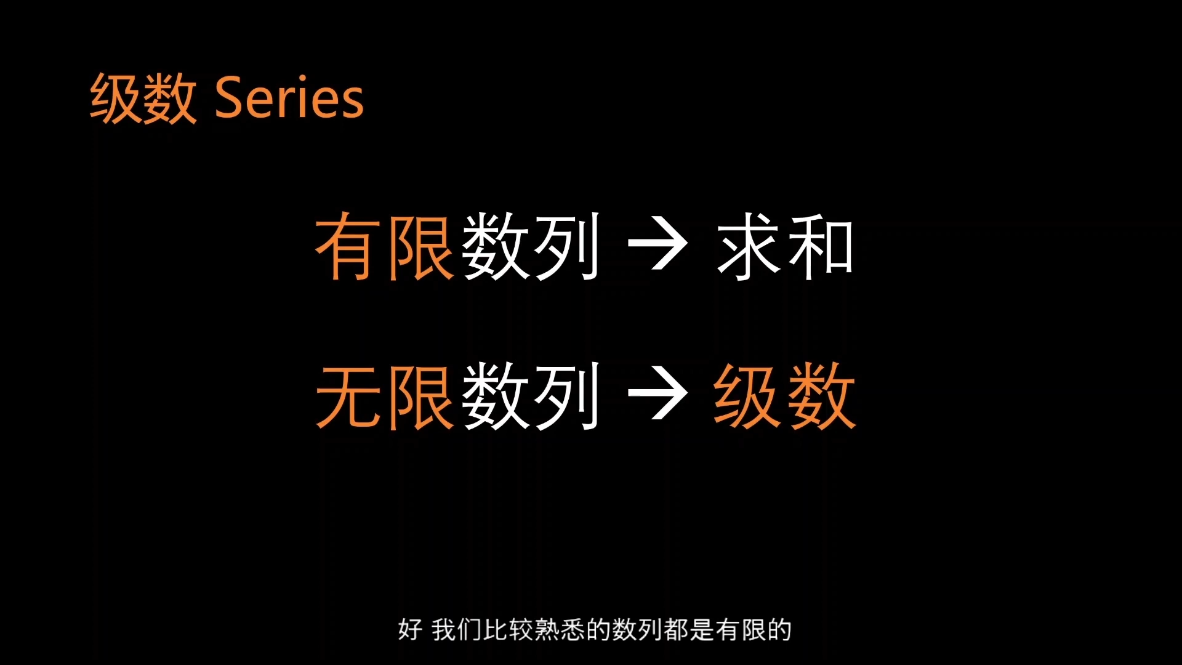 级数 Series
有限数列 → 求和
无限数列 → 级数
好 我们比较熟悉的数列都是有限的